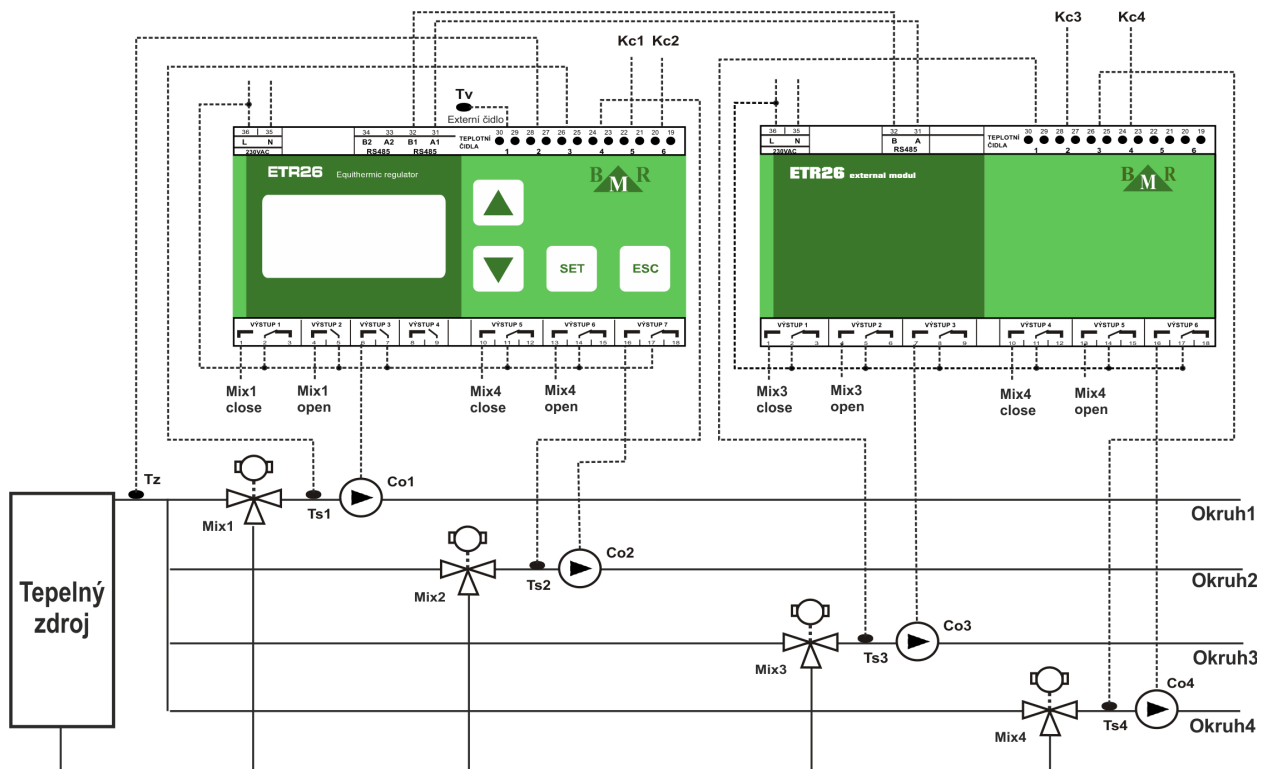 Kc1 Kc2
Kc3 Kc4
Tv
Externí čidlo
36 35
L N
230VAC
34 33 32 31
B2 A2 B1 A1
RS485 RS485
TEPLOTNÍ
ČIDLA
30 29 28 27 26 25 24 23 22 21 20 19
1 2 3 4 5 6
ETR26 Equithermic regulator
B M R
SET
ESC
VÝSTUP 1 VÝSTUP 2 VÝSTUP 3 VÝSTUP 4 VÝSTUP 5 VÝSTUP 6 VÝSTUP 7
1 2 3 4 5 6 7 8 9 10 11 12 13 14 15 16 17 18
36 35
L N
230VAC
32 31
B A
RS485
TEPLOTNÍ
ČIDLA
30 29 28 27 26 25 24 23 22 21 20 19
1 2 3 4 5 6
ETR26 external modul
B M R
VÝSTUP 1 VÝSTUP 2 VÝSTUP 3 VÝSTUP 4 VÝSTUP 5 VÝSTUP 6
1 2 3 4 5 6 7 8 9 10 11 12 13 14 15 16 17 18
Mix1
close
Mix1
open
Mix4
close
Mix4
open
Mix3
close
Mix3
open
Mix4
close
Mix4
open
Tz
Mix1
Ts1
Co1
Okruh1
Mix2
Ts2
Co2
Okruh2
Mix3
Ts3
Co3
Okruh3
Mix4
Ts4
Co4
Okruh4
Tepelný
zdroj